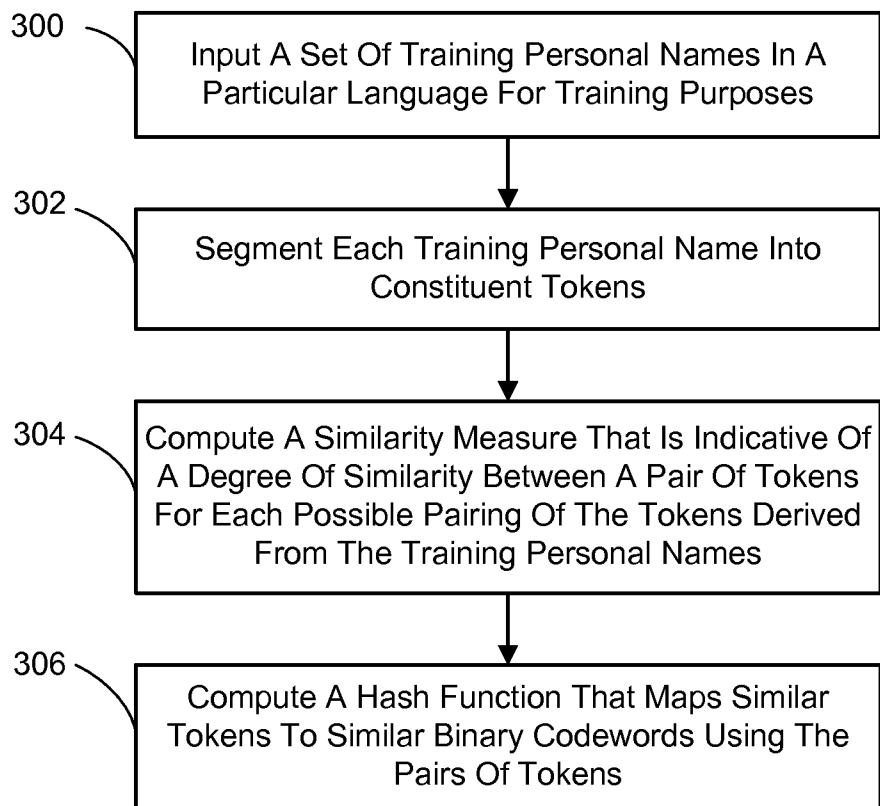 300
Input A Set Of Training Personal Names In A
Particular Language For Training Purposes
302
Segment Each Training Personal Name Into
Constituent Tokens
304
Compute A Similarity Measure That Is Indicative Of
A Degree Of Similarity Between A Pair Of Tokens
For Each Possible Pairing Of The Tokens Derived
From The Training Personal Names
306
Compute A Hash Function That Maps Similar
Tokens To Similar Binary Codewords Using The
Pairs Of Tokens